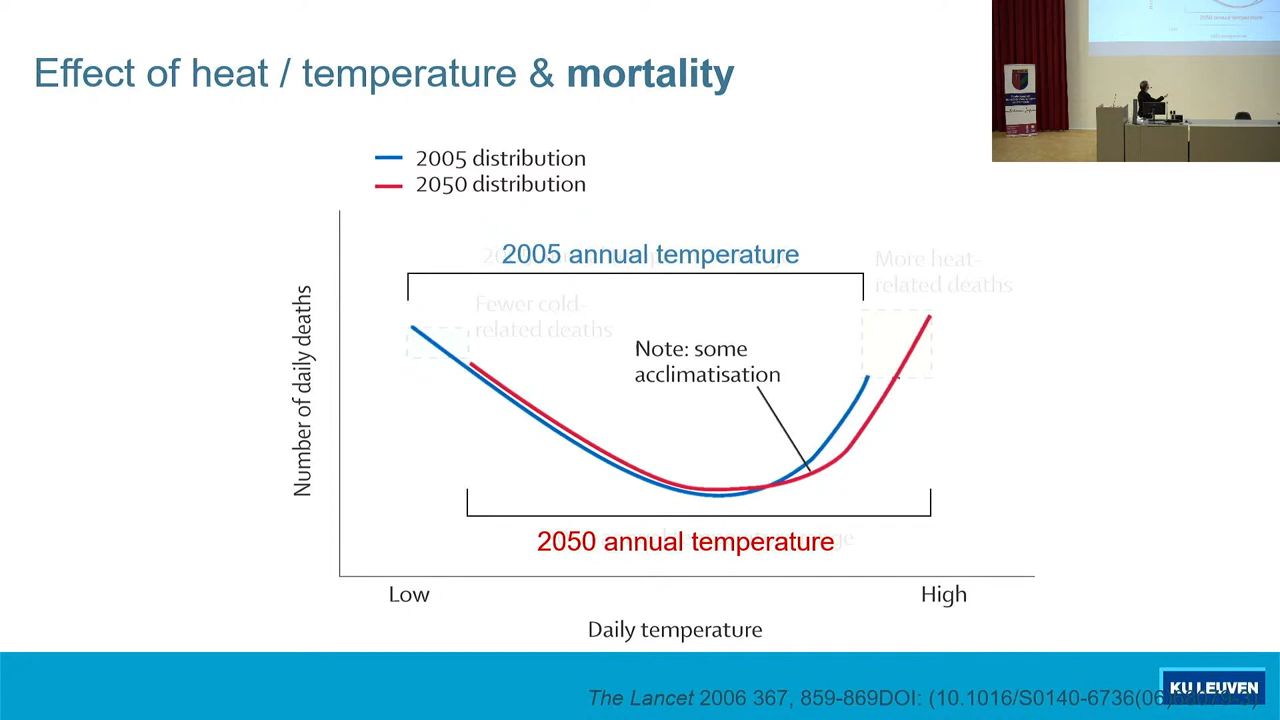 Effect of heat / temperature & mortality
2005 distribution
2050 distribution
2005 annual temperature
More heat-
related deaths
Fewer cold-
related deaths
Note: some
acclimatisation
Number of daily deaths
2050 annual temperature
Low
High
Daily temperature
KU LEUVEN
The Lancet 2006 367, 859-869DOI: (10.1016/S0140-6736(06)